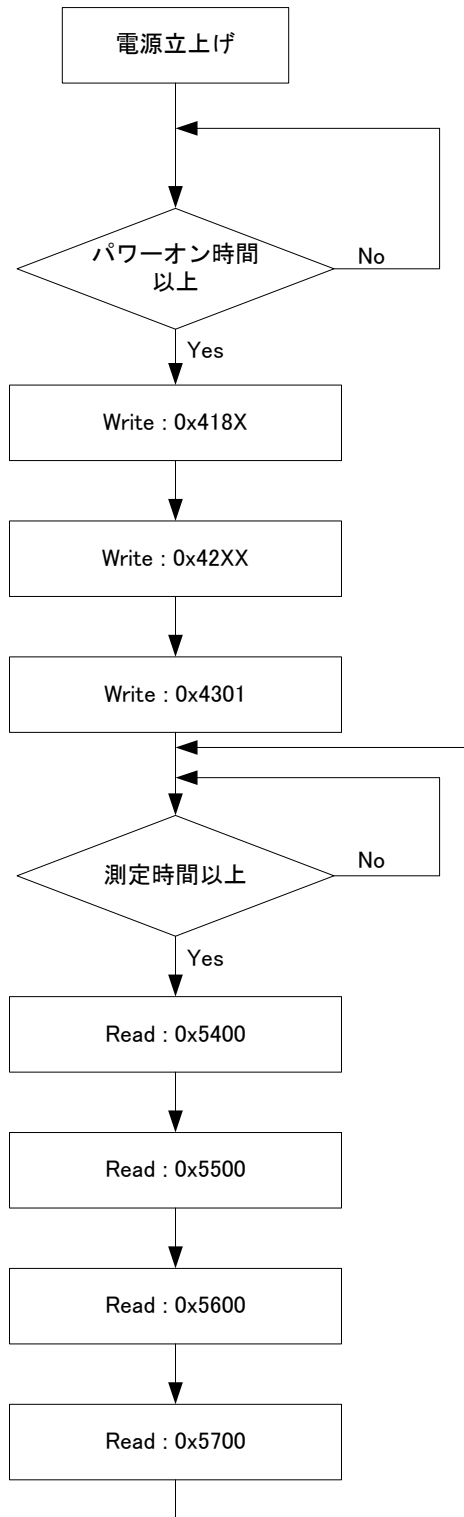 電源立上げ
パワーオン時間
以上
No
Yes
Write : 0x418X
Write : 0x42XX
Write : 0x4301
測定時間以上
No
Yes
Read : 0x5400
Read : 0x5500
Read : 0x5600
Read : 0x5700